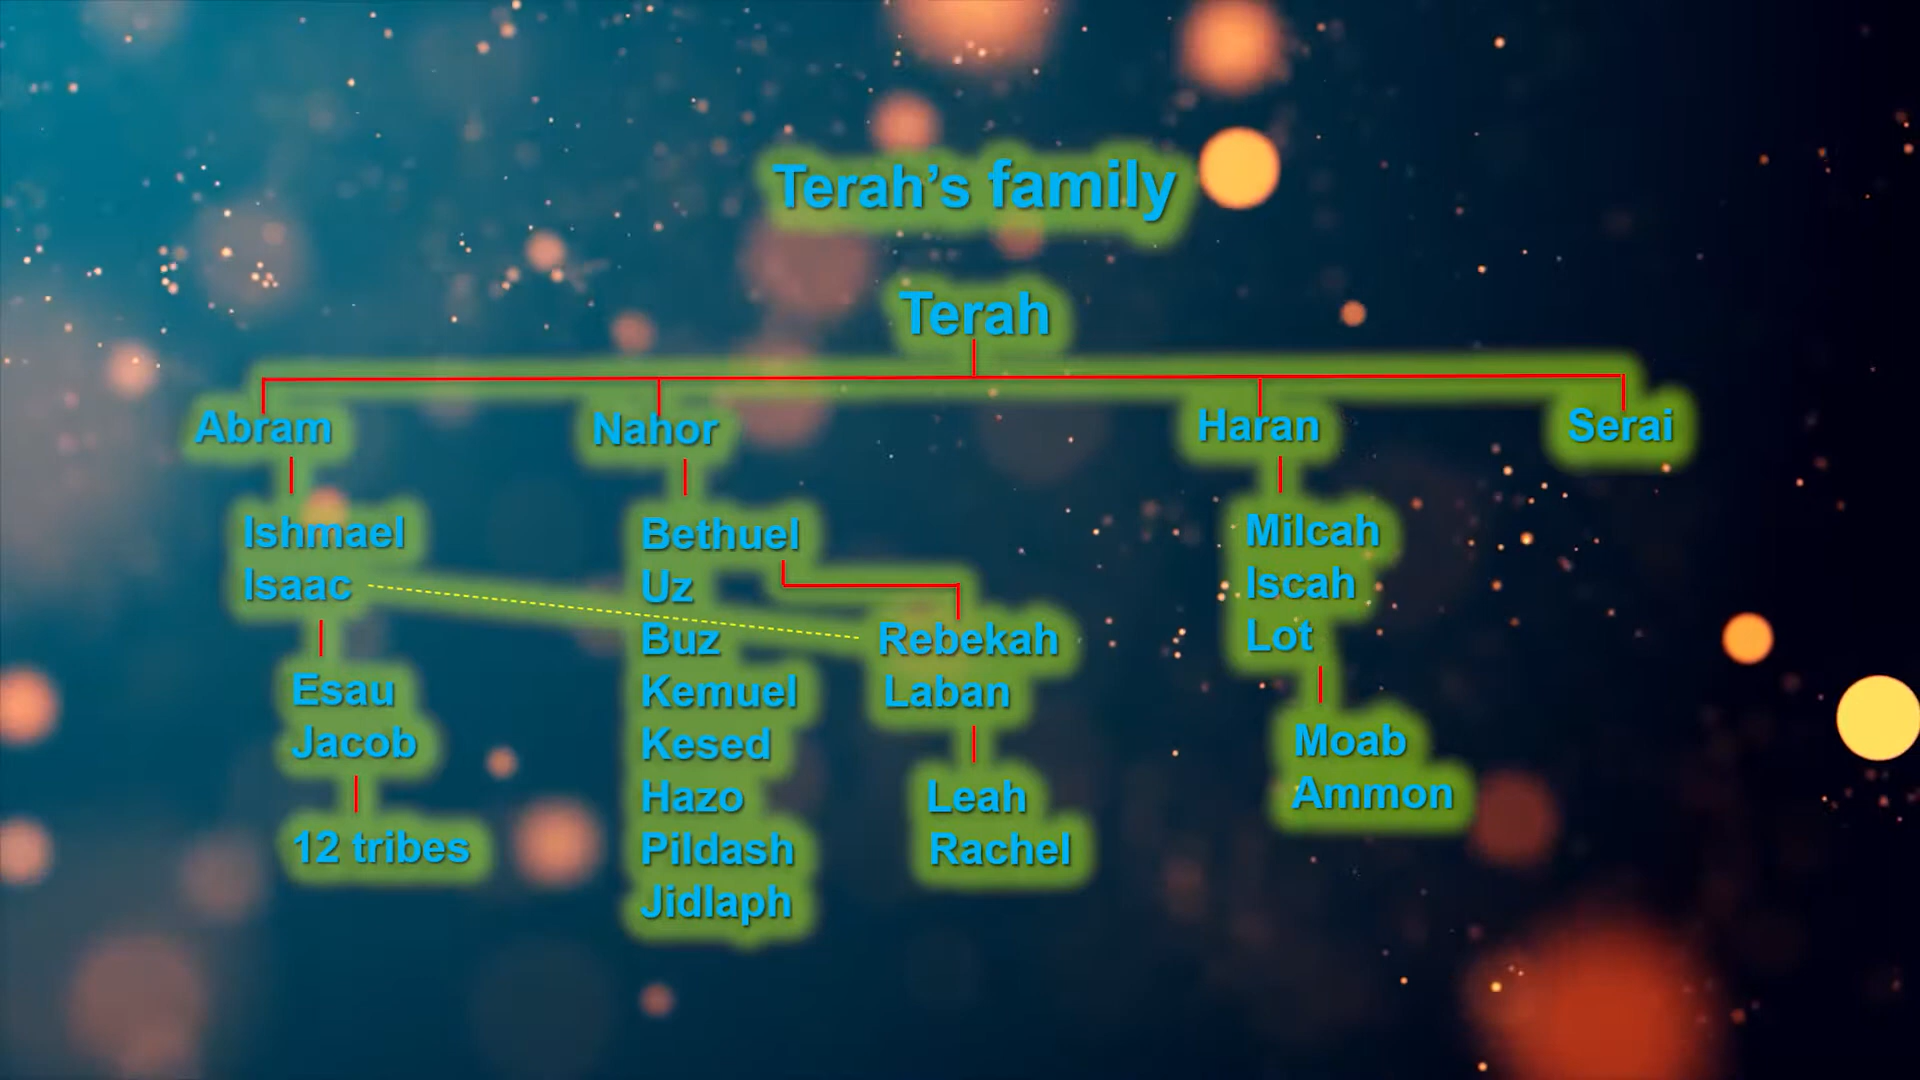 Terah’s family
Terah
Abram
Nahor
Haran
Serai
Ishmael
Isaac
Esau
Jacob
12 tribes
Bethuel
Uz
Buz
Kemuel
Kesed
Hazo
Pildash
Jidlaph
Rebekah
Laban
Leah
Rachel
Milcah
Iscah
Lot
Moab
Ammon